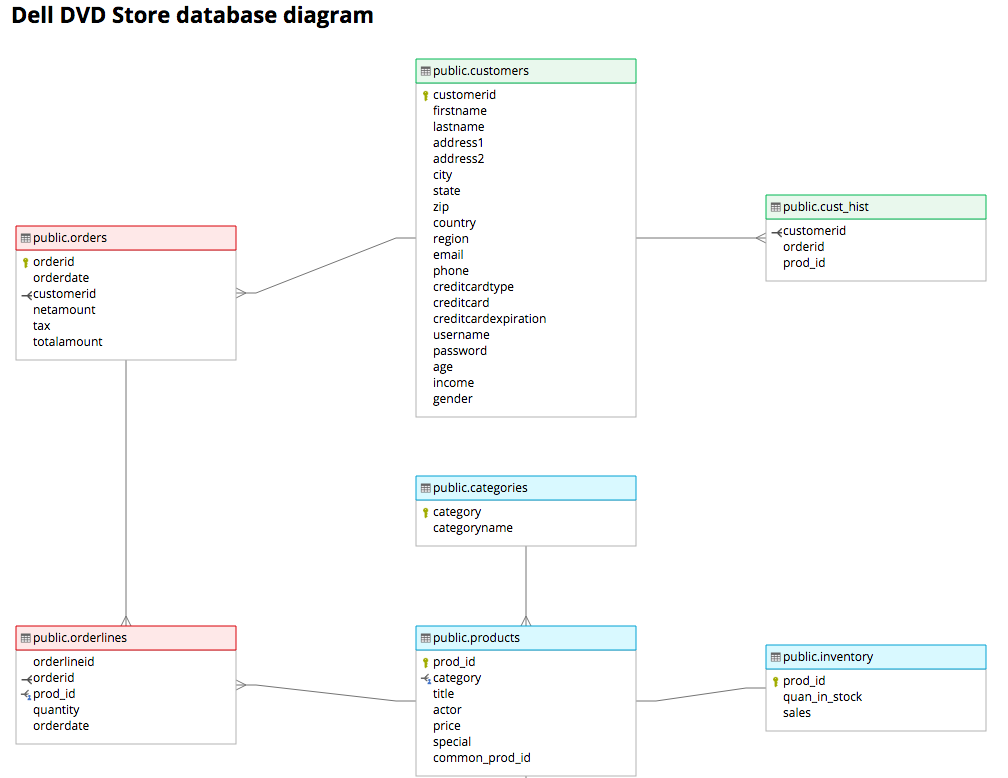 Dell DVD Store database diagram
public.customers
customerid
firstname
lastname
address1
address2
city
state
zip
country
region
email
phone
creditcardtype
creditcard
creditcardexpiration
username
password
age
income
gender
public.cust_hist
customerid
orderid
prod_id
public.orders
orderid
orderdate
customerid
netamount
tax
totalamount
public.categories
category
categoryname
public.orderlines
orderlineid
orderid
prod_id
quantity
orderdate
public.products
prod_id
category
title
actor
price
special
common_prod_id
public.inventory
prod_id
quan_in_stock
sales